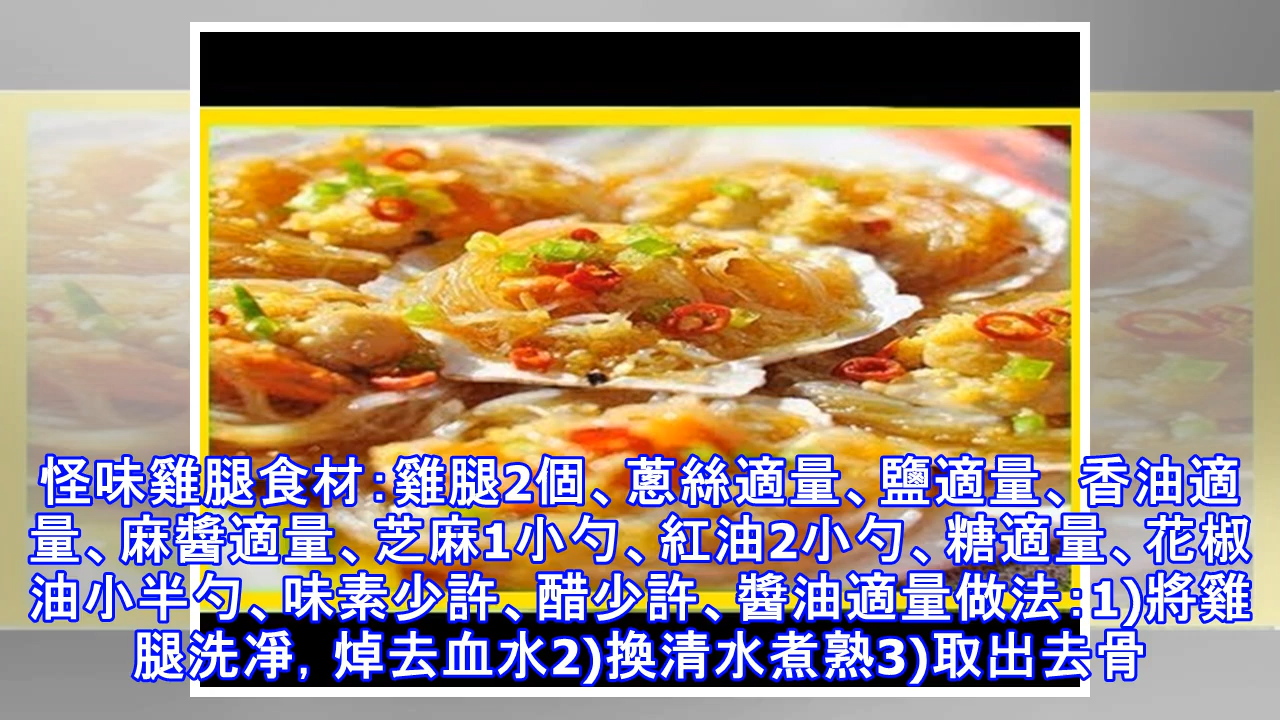 怪味雞腿食材:雞腿2個、蔥絲適量、鹽適量、香油適
量、麻醬適量、芝麻1小勺、紅油2小勺、糖適量、花椒
油小半勺、味素少許、醋少許、醬油適量做法:1)將雞
腿洗凈，焯去血水2)換清水煮熟3)取出去骨